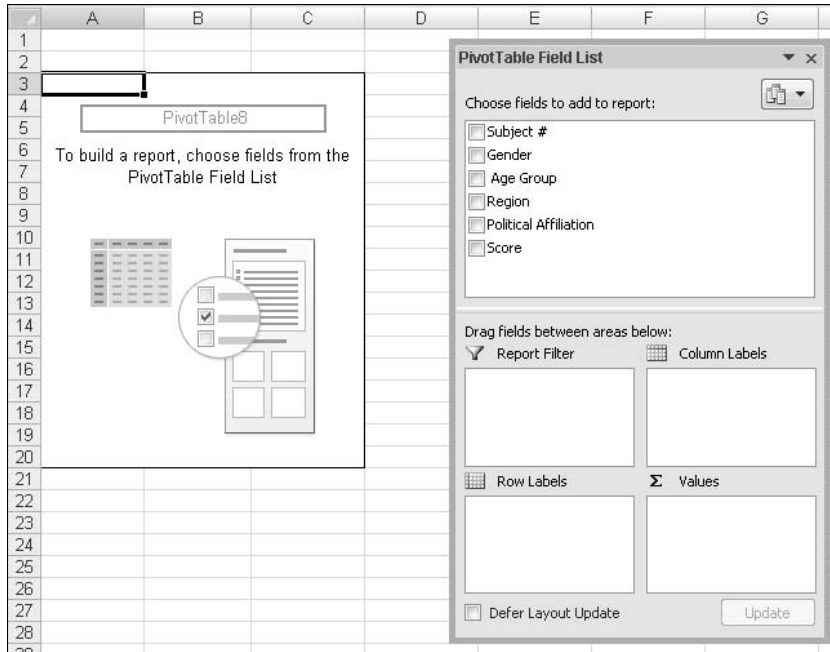 A B C D E F G
1
2
3
4
5
6
7
8
9
10
11
12
13
14
15
16
17
18
19
20
21
22
23
24
25
26
27
28
PivotTable8
To build a report, choose fields from the
PivotTable Field List
PivotTable Field List
Choose fields to add to report:
Subject #
Gender
Age Group
Region
Political Affiliation
Score
Drag fields between areas below:
Report Filter
Column Labels
Row Labels
Σ Values
Defer Layout Update
Update